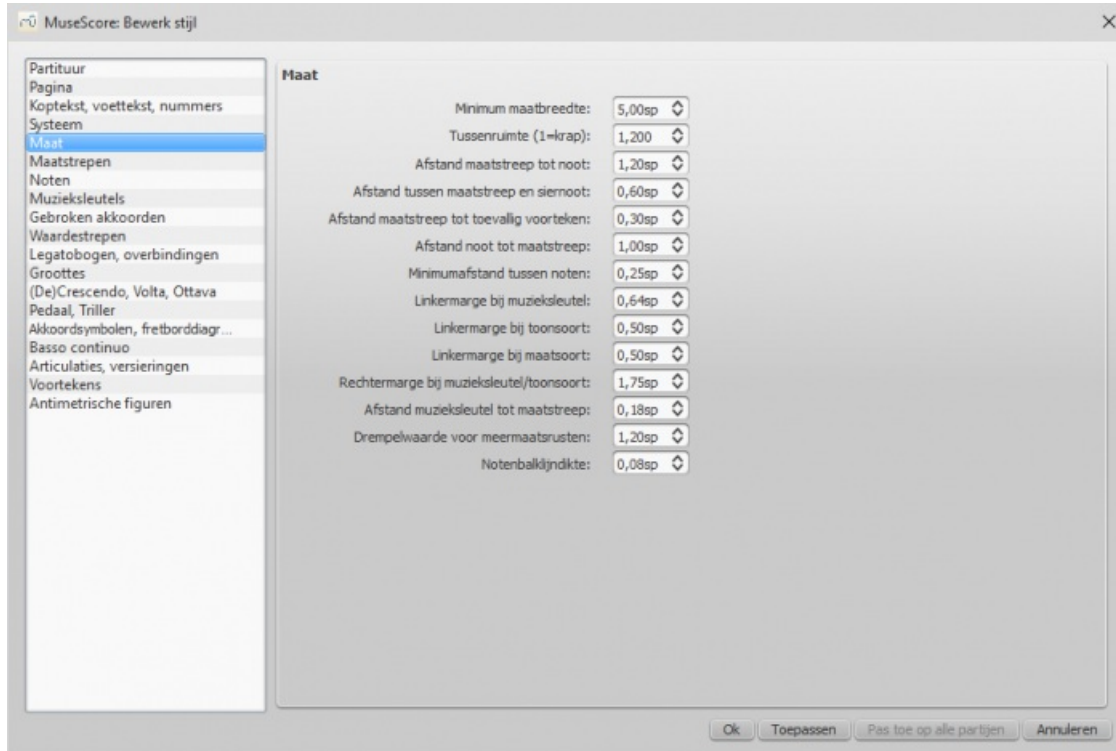 MuseScore: Bewerk stijl
Partituur
Pagina
Koptekst, voettekst, nummers
Systeem
Maat
Maatstrepen
Noten
Muzieksleutels
Gebroken akkoorden
Waardestrepen
Legatobogen, overbindingen
Groottes
(De)Crescendo, Volta, Ottava
Pedaal, Triller
Akkoordsymbolen, fretborddiagr...
Basso continuo
Articulaties, versieringen
Voortekens
Antimetrische figuren
Maat
Minimum maatbreedte: 5,00sp
Tussenruimte (1=krap): 1,200
Afstand maatstreep tot noot: 1,20sp
Afstand tussen maatstreep en siernoot: 0,60sp
Afstand maatstreep tot toevallig voorteken: 0,30sp
Afstand noot tot maatstreep: 1,00sp
Minimumafstand tussen noten: 0,25sp
Linkermarge bij muzieksleutel: 0,64sp
Linkermarge bij toonsoort: 0,50sp
Linkermarge bij maatsoort: 0,50sp
Rechtermarge bij muzieksleutel/toonsoort: 1,75sp
Afstand muzieksleutel tot maatstreep: 0,18sp
Drempelwaarde voor meermaatsrusten: 1,20sp
Notenbalklijndikte: 0,08sp
Ok Toepassen Pas toe op alle partijen Annuleren